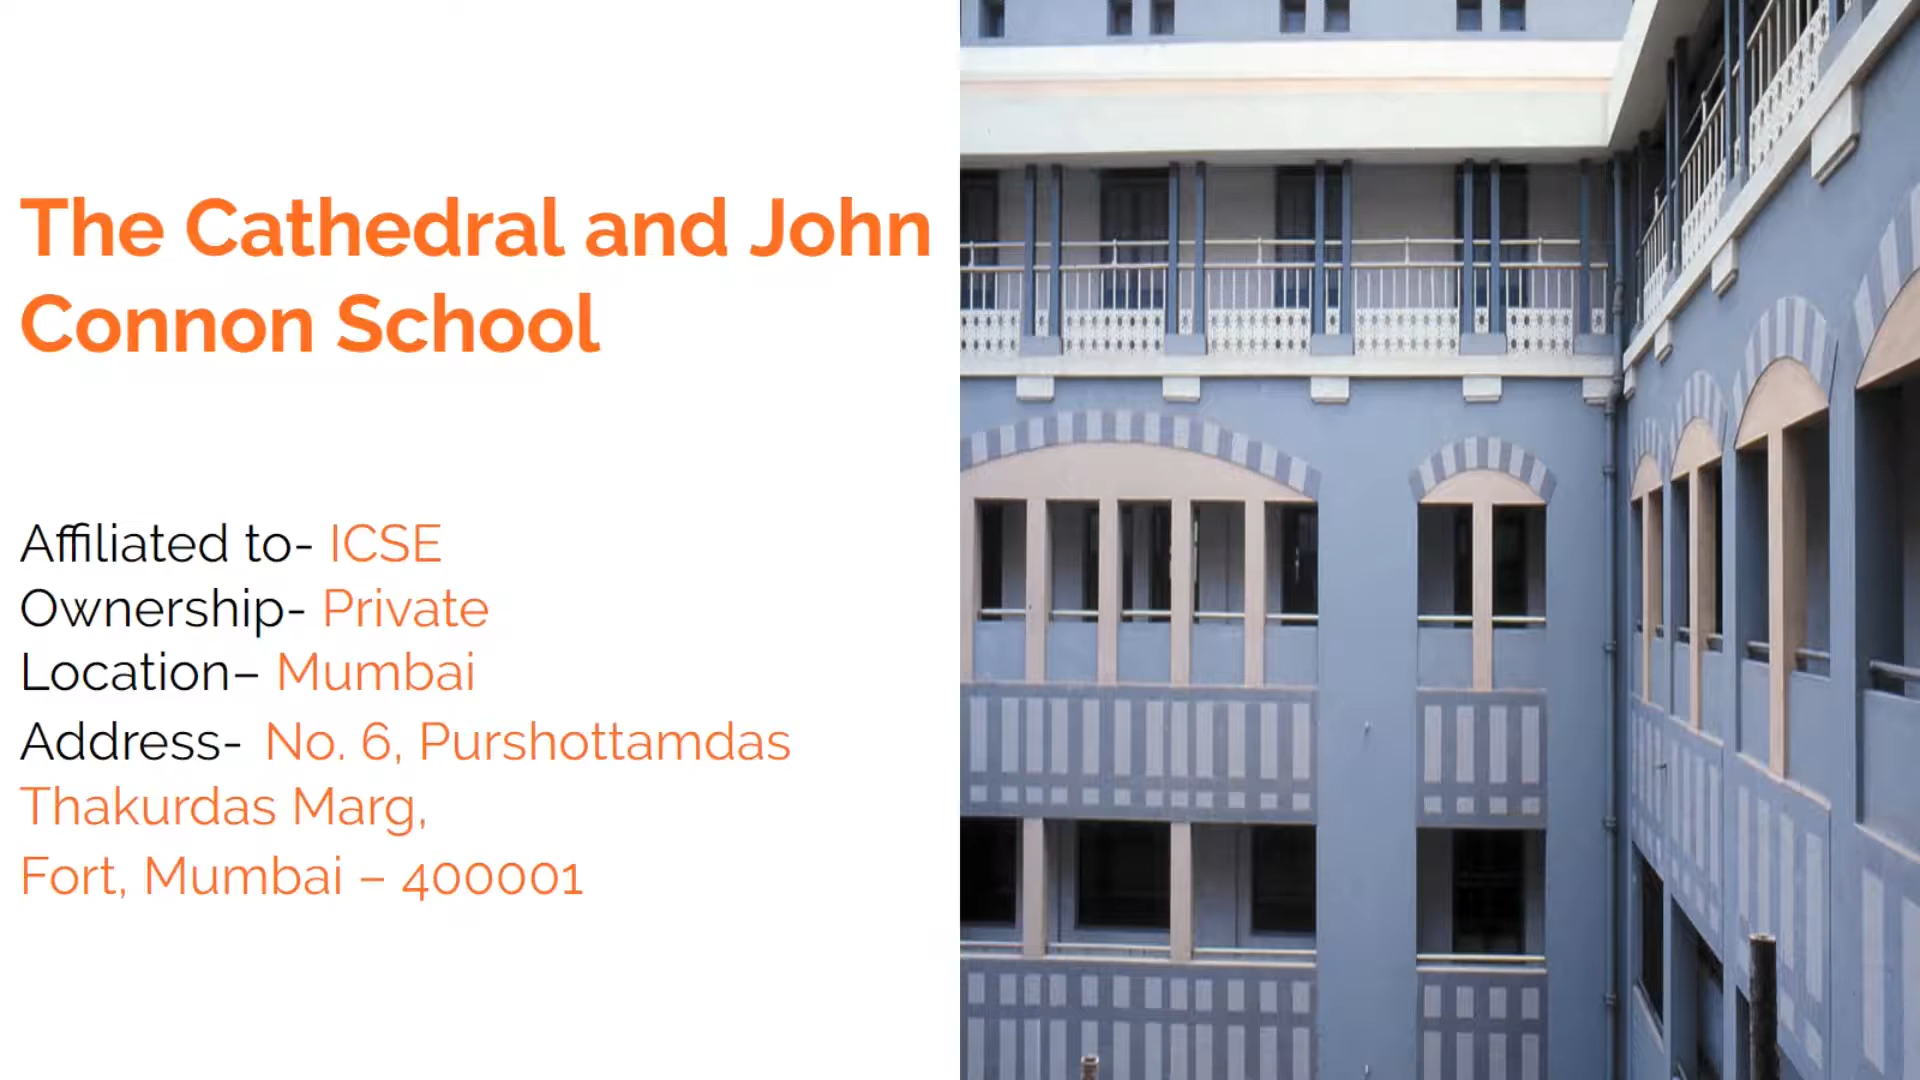 The Cathedral and John
Connon School
Affiliated to- ICSE
Ownership- Private
Location– Mumbai
Address- No. 6, Purshottamdas
Thakurdas Marg,
Fort, Mumbai – 400001